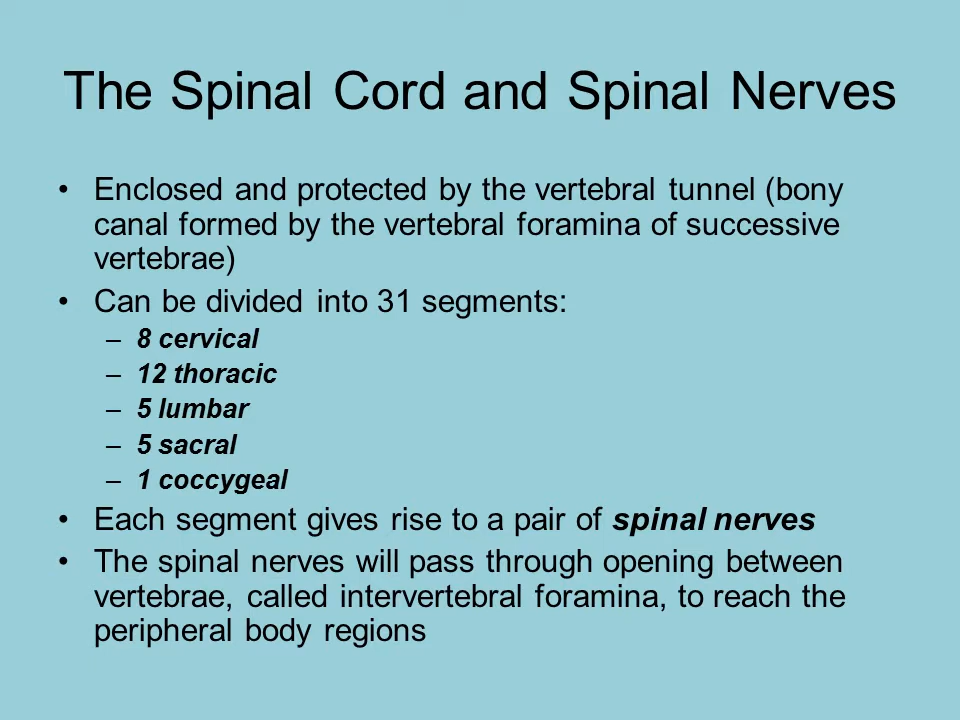 The Spinal Cord and Spinal Nerves
• Enclosed and protected by the vertebral tunnel (bony
canal formed by the vertebral foramina of successive
vertebrae)
• Can be divided into 31 segments:
– 8 cervical
– 12 thoracic
– 5 lumbar
– 5 sacral
– 1 coccygeal
• Each segment gives rise to a pair of spinal nerves
• The spinal nerves will pass through opening between
vertebrae, called intervertebral foramina, to reach the
peripheral body regions